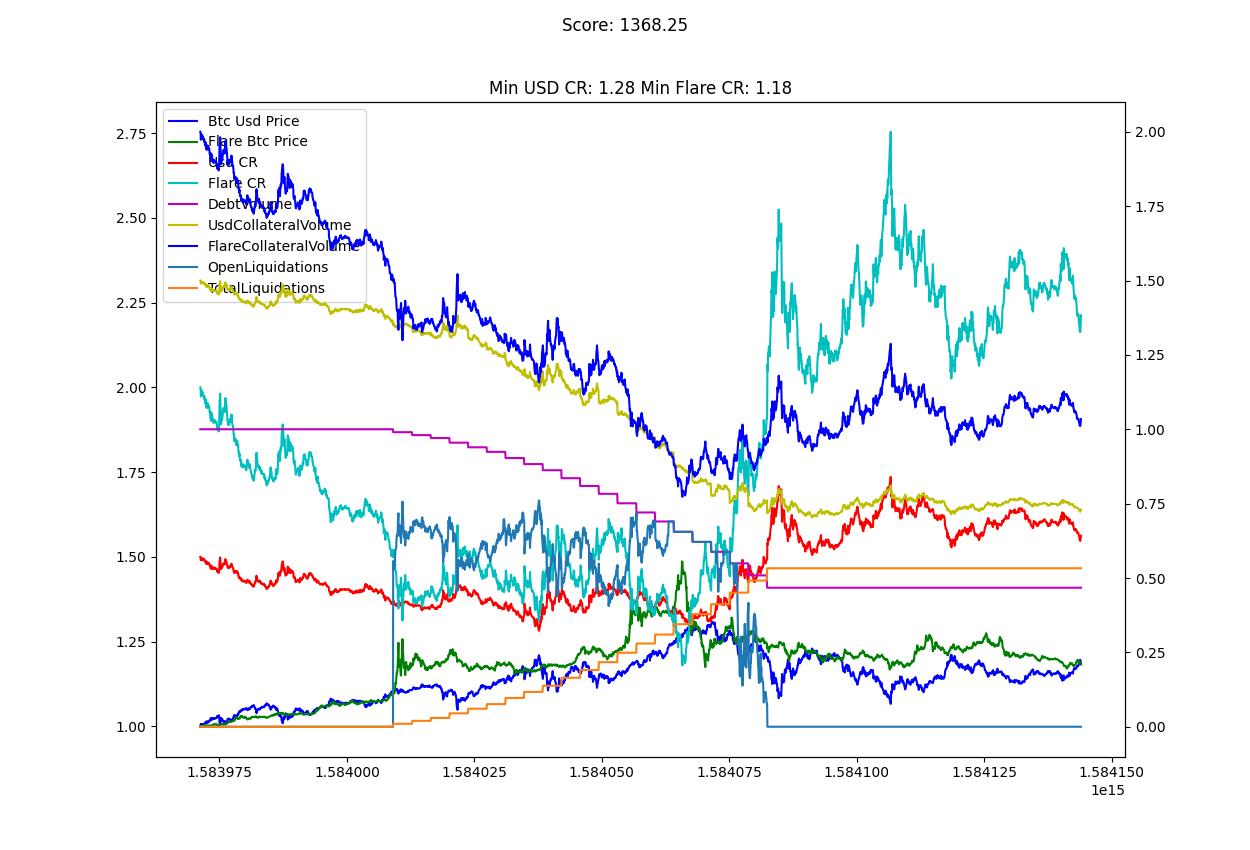 Score: 1368.25
Min USD CR: 1.28 Min Flare CR: 1.18
Btc Usd Price
Flare Btc Price
Usd CR
Flare CR
DebtVolume
UsdCollateralVolume
FlareCollateralVolume
OpenLiquidations
TotalLiquidations
2.75
2.50
2.25
2.00
1.75
1.50
1.25
1.00
2.00
1.75
1.50
1.25
1.00
0.75
0.50
0.25
0.00
1.583975 1.584000 1.584025 1.584050 1.584075 1.584100 1.584125 1.584150
1e15